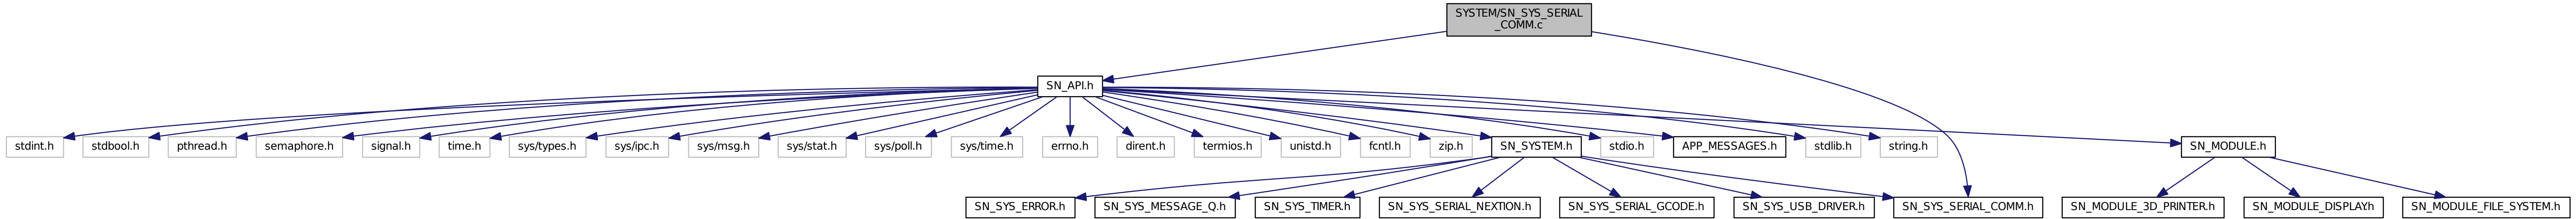 SYSTEM/SN_SYS_SERIAL
_COMM.c
SN_API.h
stdint.h
stdbool.h
pthread.h
semaphore.h
signal.h
time.h
sys/types.h
sys/ipc.h
sys/msg.h
sys/stat.h
sys/poll.h
sys/time.h
errno.h
dirent.h
termios.h
unistd.h
fcntl.h
zip.h
SN_SYSTEM.h
stdio.h
APP_MESSAGES.h
stdlib.h
string.h
SN_MODULE.h
SN_SYS_ERROR.h
SN_SYS_MESSAGE_Q.h
SN_SYS_TIMER.h
SN_SYS_SERIAL_NEXTION.h
SN_SYS_SERIAL_GCODE.h
SN_SYS_USB_DRIVER.h
SN_SYS_SERIAL_COMM.h
SN_MODULE_3D_PRINTER.h
SN_MODULE_DISPLAY.h
SN_MODULE_FILE_SYSTEM.h